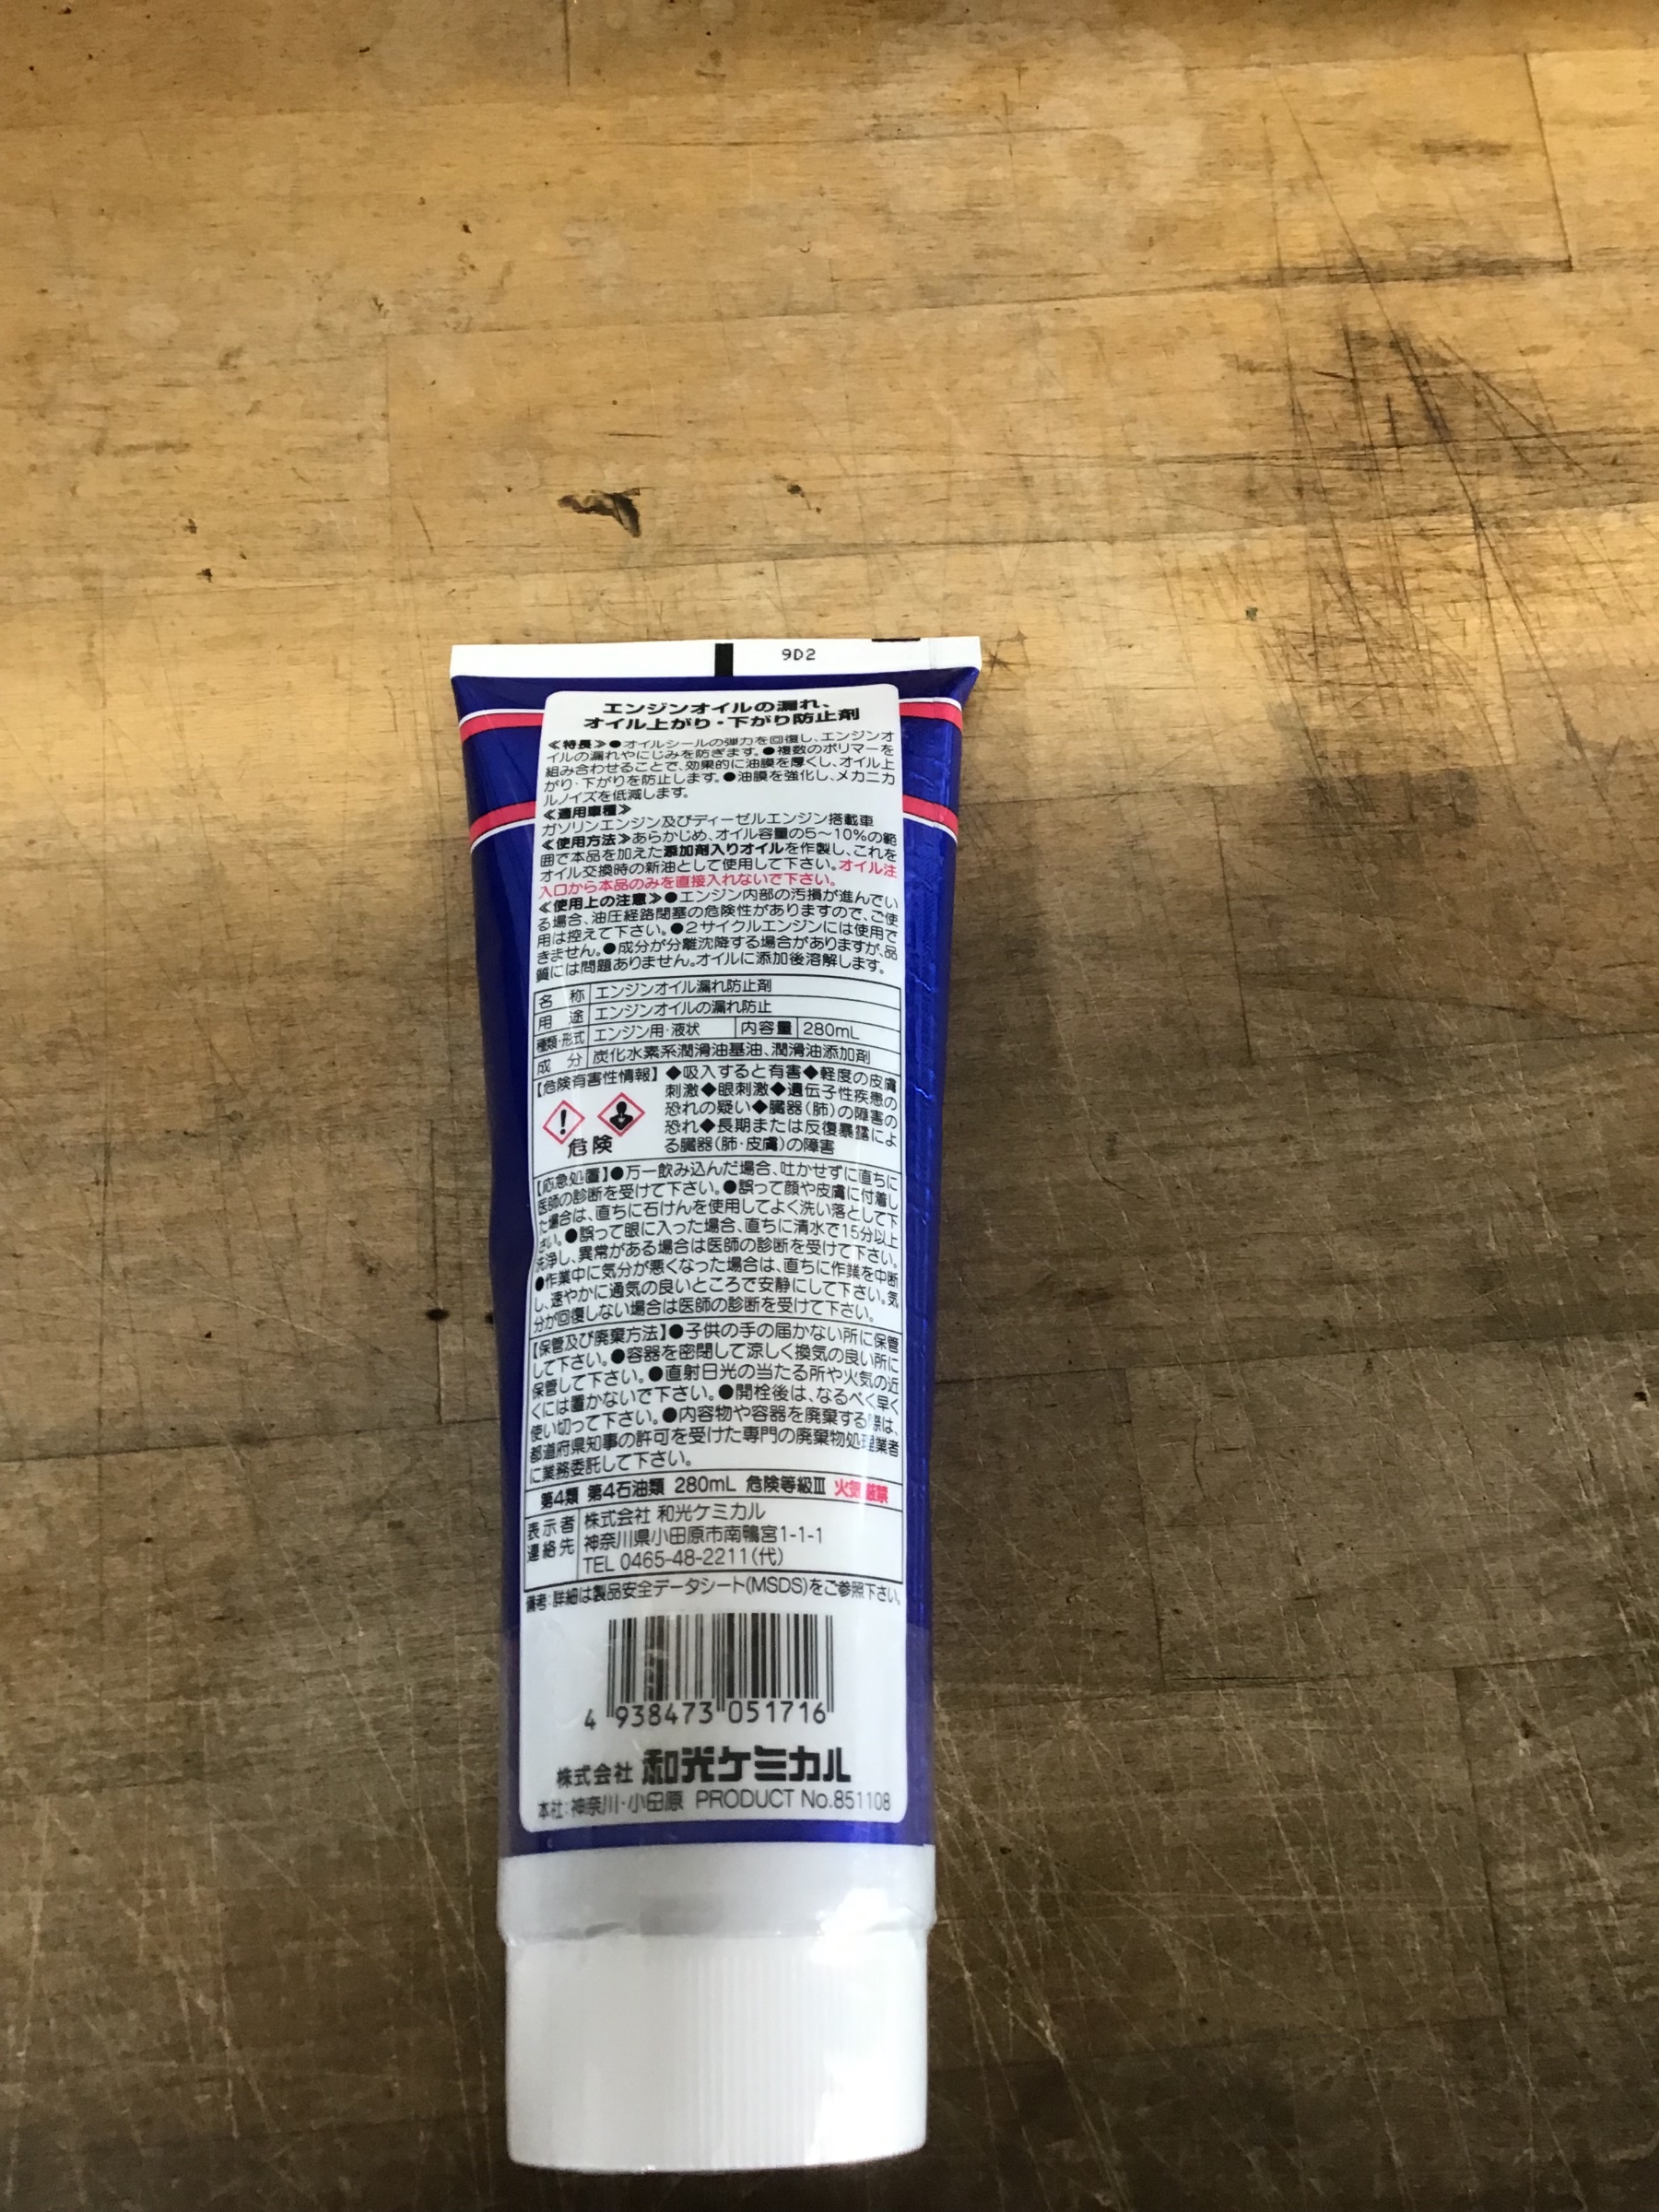 9D2
エンジンオイルの漏れ、
オイル上がり・下がり防止剤
≪特長≫●オイルシールの弾力を回復し、エンジンオ
イルの漏れやにじみを防ぎます。●複数のポリマーを
組み合わせることで、効果的に油膜を厚くし、オイル上
がり・下がりを防止します。●油膜を強化し、メカニカ
ルノイズを低減します。
≪適用車種≫
ガソリンエンジン及びディーゼルエンジン搭載車
≪使用方法≫あらかじめ、オイル容量の5～10%の範
囲で本品を加えた添加剤入りオイルを作製し、これを
オイル交換時の新油として使用して下さい。オイル注
入口から本品のみを直接入れないで下さい。
≪使用上の注意≫●エンジン内部の汚損が進んでい
る場合、油圧経路閉塞の危険性がありますので、ご使
用は控えて下さい。●2サイクルエンジンには使用で
きません。●成分が分離沈降する場合がありますが、品
質には問題ありません。オイルに添加後溶解します。
名 称 エンジンオイル漏れ防止剤
用 途 エンジンオイルの漏れ防止
種類・形式 エンジン用・液状 内容量 280mL
成 分 炭化水素系潤滑油基油、潤滑油添加剤
【危険有害性情報】◆吸入すると有害◆軽度の皮膚
刺激◆眼刺激◆遺伝子性疾患の
恐れの疑い◆臓器(肺)の障害の
恐れ◆長期または反復暴露によ
る臓器(肺・皮膚)の障害
危険
【応急処置】●万一飲み込んだ場合、吐かせずに直ちに
医師の診断を受けて下さい。●誤って顔や皮膚に付着し
た場合は、直ちに石けんを使用してよく洗い落として下
さい。●誤って眼に入った場合、直ちに清水で15分以上
洗浄し、異常がある場合は医師の診断を受けて下さい。
●作業中に気分が悪くなった場合は、直ちに作業を中断
し、速やかに通気の良いところで安静にして下さい。気
分が回復しない場合は医師の診断を受けて下さい。
【保管及び廃棄方法】●子供の手の届かない所に保管
して下さい。●容器を密閉して涼しく換気の良い所に
保管して下さい。●直射日光の当たる所や火気の近
くには置かないで下さい。●開栓後は、なるべく早く
使い切って下さい。●内容物や容器を廃棄する際は、
都道府県知事の許可を受けた専門の廃棄物処理業者
に業務委託して下さい。
第4類 第4石油類 280mL 危険等級Ⅲ 火気厳禁
表示者
連絡先
株式会社 和光ケミカル
神奈川県小田原市南鴨宮1-1-1
TEL 0465-48-2211(代)
備考:詳細は製品安全データシート(MSDS)をご参照下さい。
4 938473 051716
株式会社 和光ケミカル
本社:神奈川・小田原 PRODUCT No.851108